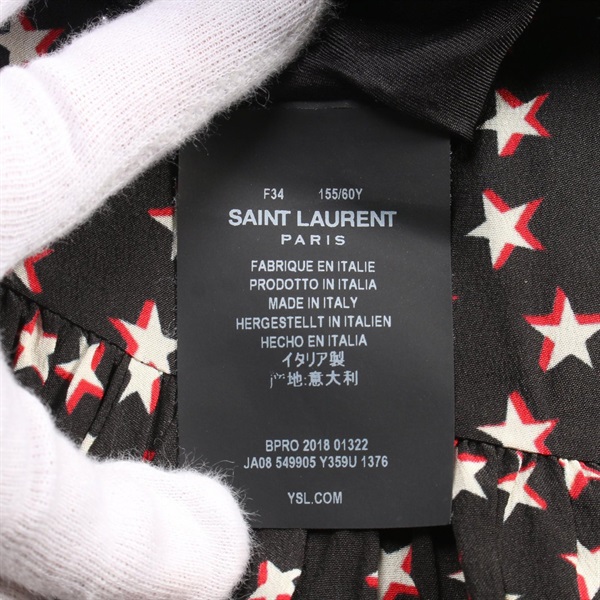 F34 155/60Y
SAINT LAURENT
PARIS
FABRIQUE EN ITALIE
PRODOTTO IN ITALIA
MADE IN ITALY
HERGESTELLT IN ITALIEN
HECHO EN ITALIA
イタリア製
地:意大利
BPRO 2018 01322
JA08 549905 Y359U 1376
YSL.COM